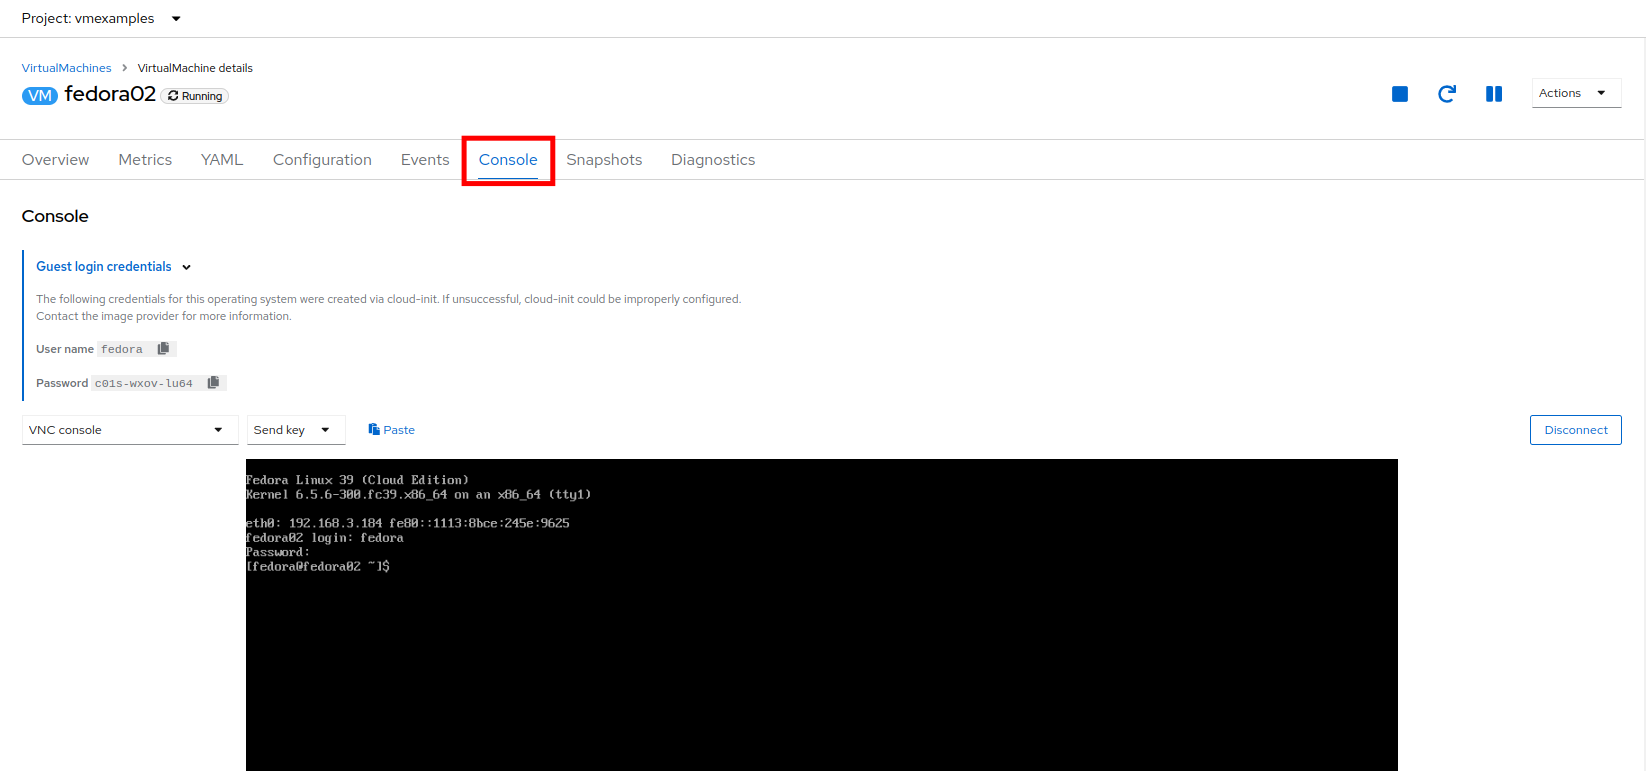 Project: vmexamples
VirtualMachines > VirtualMachine details
VM fedora02 Running
Actions
Overview Metrics YAML Configuration Events Console Snapshots Diagnostics
Console
Guest login credentials
The following credentials for this operating system were created via cloud-init. If unsuccessful, cloud-init could be improperly configured.
Contact the image provider for more information.
User name fedora
Password c01s-wxov-lu64
VNC console Send key Paste Disconnect
Fedora Linux 39 (Cloud Edition)
Kernel 6.5.6-300.fc39.x86_64 on an x86_64 (tty1)
eth0: 192.168.3.184 fe80::1113:8bce:245e:9625
fedora02 login: fedora
Password:
[fedora@fedora02 ~]$